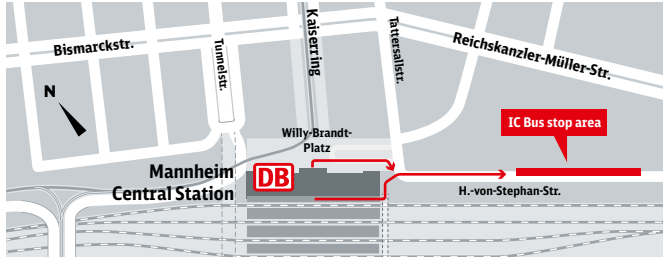 Bismarckstr.
Tunnelstr.
Kaiserring
Tattersallstr.
Reichskanzler-Müller-Str.
N
IC Bus stop area
Willy-Brandt-
Platz
Mannheim
Central Station
DB
H.-von-Stephan-Str.